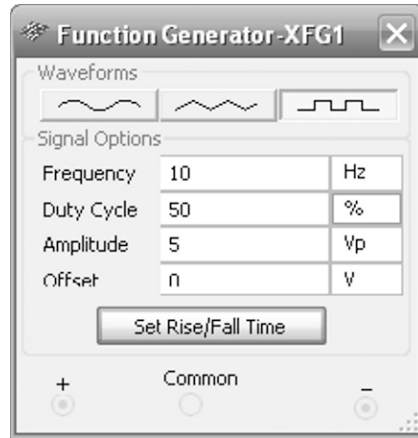 Function Generator-XFG1
Waveforms
Signal Options
Frequency 10 Hz
Duty Cycle 50 %
Amplitude 5 Vp
Offset 0 V
Set Rise/Fall Time
+ Common −